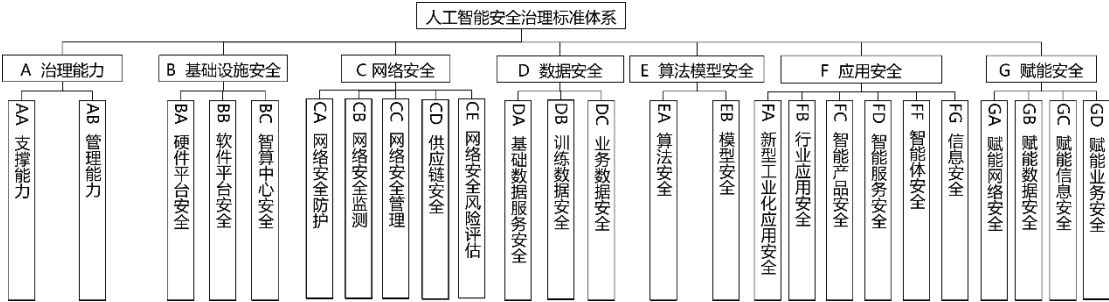 人工智能安全治理标准体系
A 治理能力
B 基础设施安全
C 网络安全
D 数据安全
E 算法模型安全
F 应用安全
G 赋能安全
AA 支撑能力
AB 管理能力
BA 硬件平台安全
BB 软件平台安全
BC 智算中心安全
CA 网络安全防护
CB 网络安全监测
CC 网络安全管理
CD 供应链安全
CE 网络安全风险评估
DA 基础数据服务安全
DB 训练数据安全
DC 业务数据安全
EA 算法安全
EB 模型安全
FA 新型工业化应用安全
FB 行业应用安全
FC 智能产品安全
FD 智能服务安全
FF 智能体安全
FG 信息安全
GA 赋能网络安全
GB 赋能数据安全
GC 赋能信息安全
GD 赋能业务安全